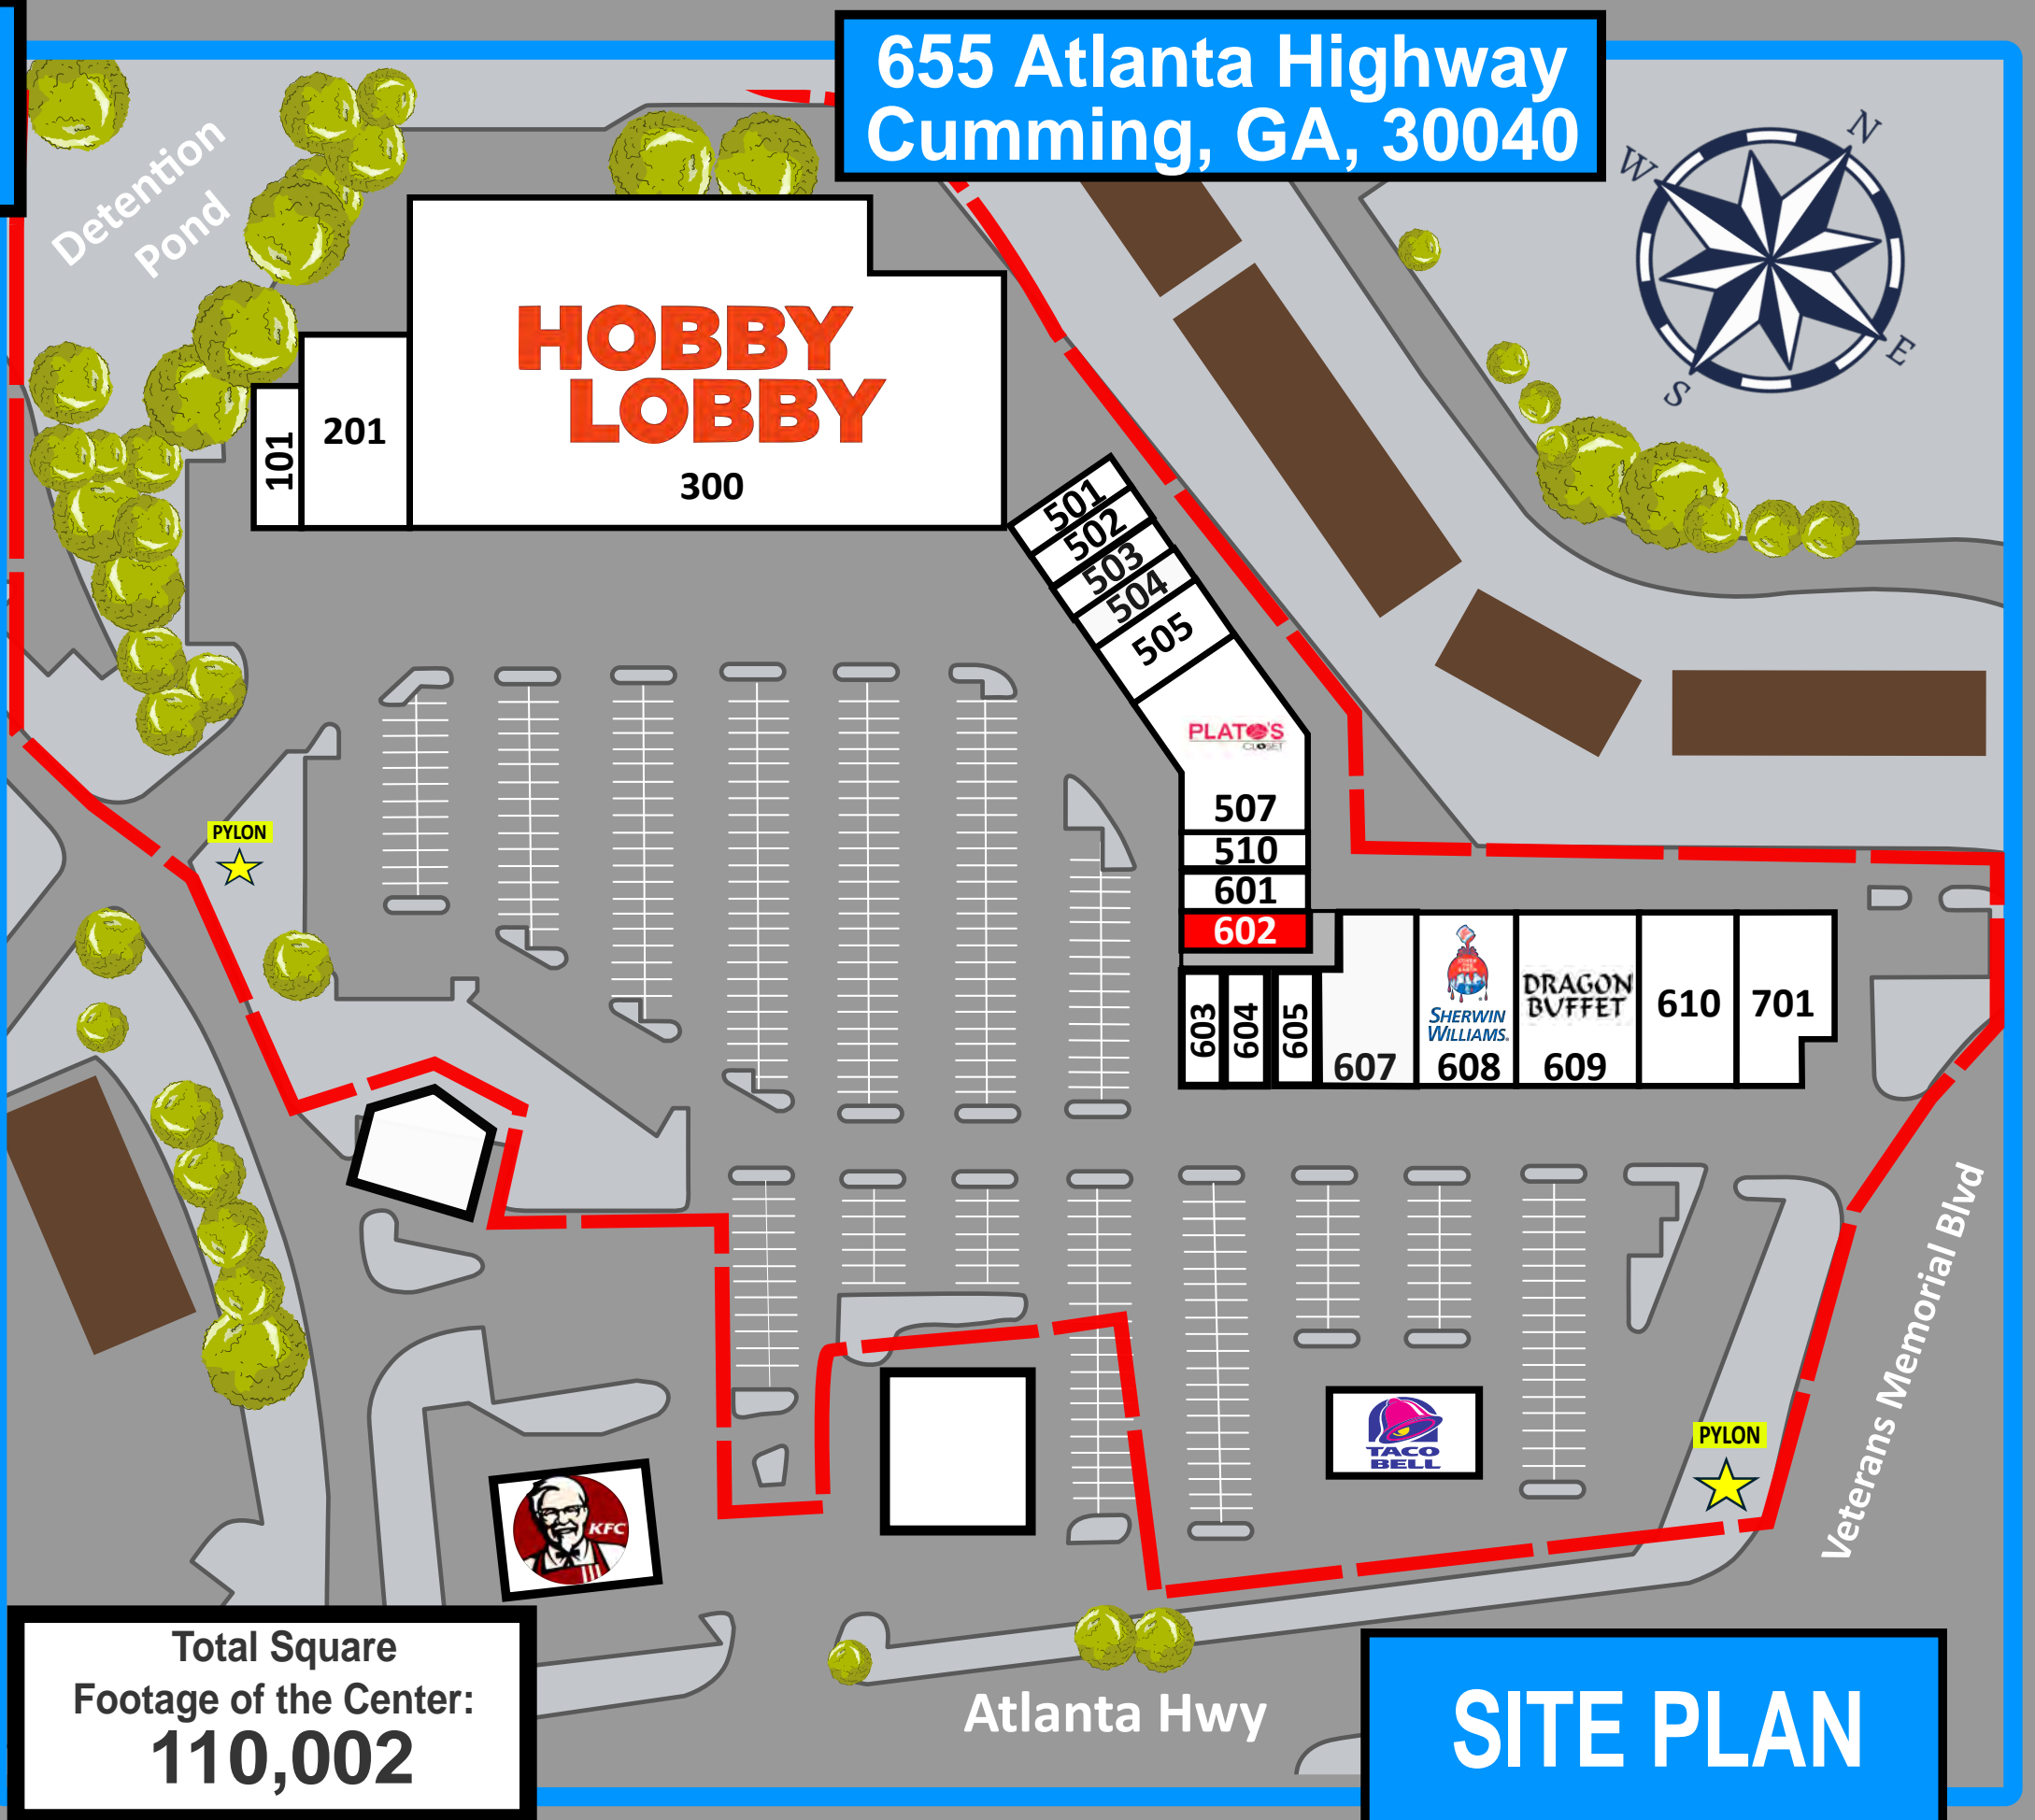 655 Atlanta Highway
Cumming, GA, 30040
Detention
Pond
N
W
E
S
HOBBY
LOBBY
300
201
101
501
502
503
504
505
PLATO'S
CLOSET
507
510
601
602
603
604
605
607
SHERWIN
WILLIAMS.
608
DRAGON
BUFFET
609
610
701
PYLON
KFC
TACO
BELL
PYLON
Veterans Memorial Blvd
Atlanta Hwy
Total Square
Footage of the Center:
110,002
SITE PLAN